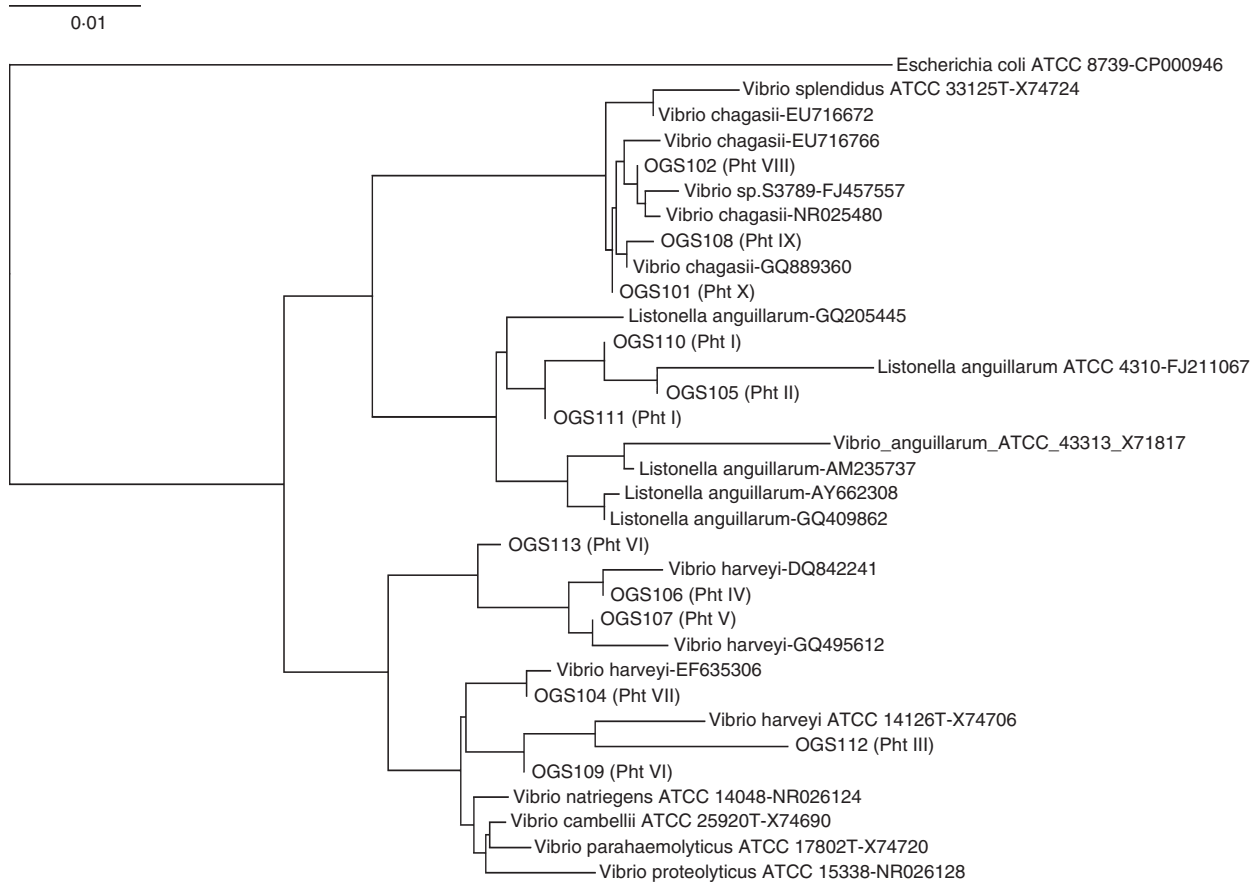 0·01
Escherichia coli ATCC 8739-CP000946
Vibrio splendidus ATCC 33125T-X74724
Vibrio chagasii-EU716672
Vibrio chagasii-EU716766
OGS102 (Pht VIII)
Vibrio sp.S3789-FJ457557
Vibrio chagasii-NR025480
OGS108 (Pht IX)
Vibrio chagasii-GQ889360
OGS101 (Pht X)
Listonella anguillarum-GQ205445
OGS110 (Pht I)
Listonella anguillarum ATCC 4310-FJ211067
OGS105 (Pht II)
OGS111 (Pht I)
Vibrio_anguillarum_ATCC_43313_X71817
Listonella anguillarum-AM235737
Listonella anguillarum-AY662308
Listonella anguillarum-GQ409862
OGS113 (Pht VI)
Vibrio harveyi-DQ842241
OGS106 (Pht IV)
OGS107 (Pht V)
Vibrio harveyi-GQ495612
Vibrio harveyi-EF635306
OGS104 (Pht VII)
Vibrio harveyi ATCC 14126T-X74706
OGS112 (Pht III)
OGS109 (Pht VI)
Vibrio natriegens ATCC 14048-NR026124
Vibrio cambellii ATCC 25920T-X74690
Vibrio parahaemolyticus ATCC 17802T-X74720
Vibrio proteolyticus ATCC 15338-NR026128